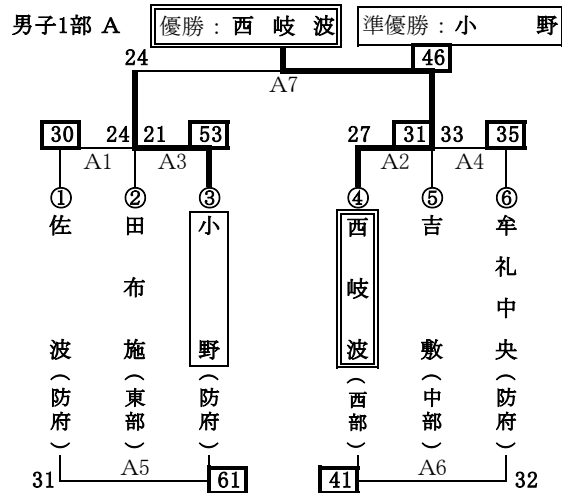 男子1部 A
優勝：西 岐 波
準優勝：小 野
24
46
A7
30
24
21
53
27
31
33
35
A1
A3
A2
A4
①
②
③
④
⑤
⑥
佐波（防府）
田布施（東部）
小野（防府）
西岐波（西部）
吉敷（中部）
牟礼中央（防府）
31
A5
61
41
A6
32